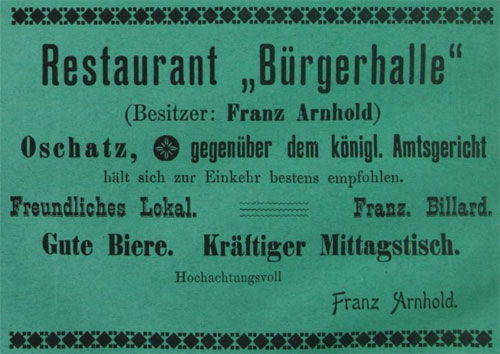 Restaurant „Bürgerhalle“
(Besitzer: Franz Arnhold)
Oschatz, gegenüber dem königl. Amtsgericht
hält sich zur Einkehr bestens empfohlen.
Freundliches Lokal. Franz. Billard.
Gute Biere. Kräftiger Mittagstisch.
Hochachtungsvoll
Franz Arnhold.